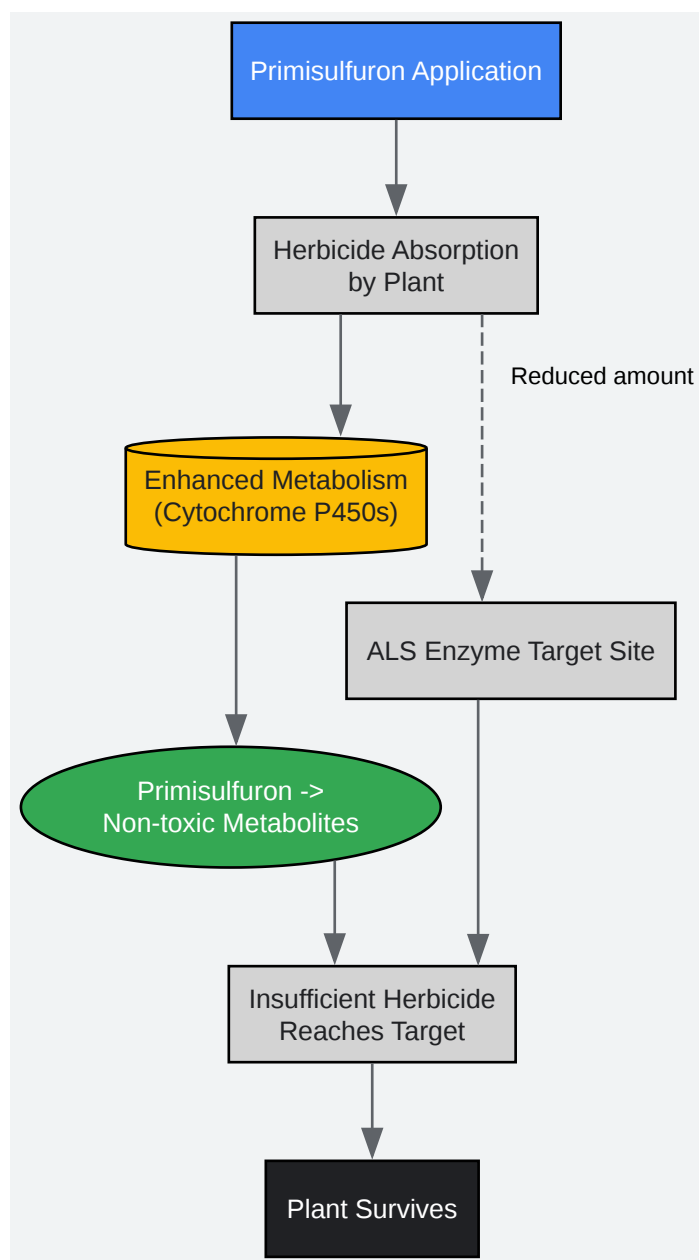 Primisulfuron Application
Herbicide Absorption
by Plant
Reduced amount
Enhanced Metabolism
(Cytochrome P450s)
ALS Enzyme Target Site
Primisulfuron ->
Non-toxic Metabolites
Insufficient Herbicide
Reaches Target
Plant Survives